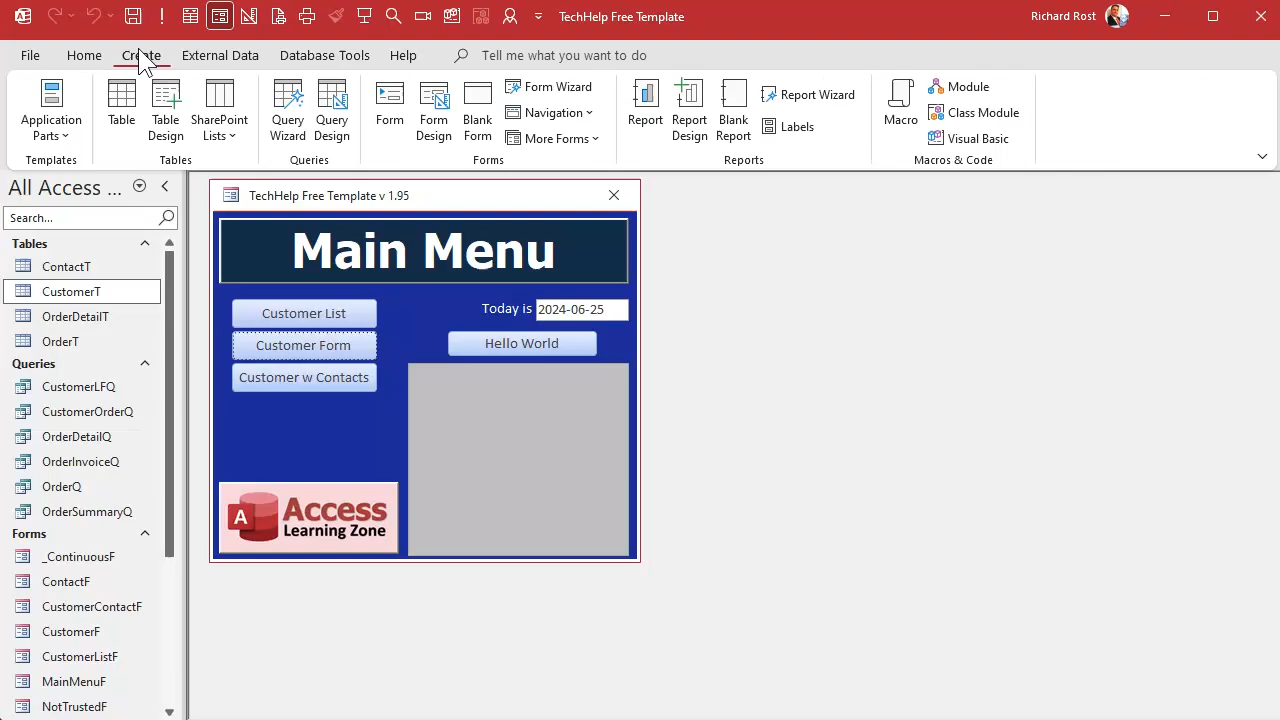 TechHelp Free Template
Richard Rost
File Home Create External Data Database Tools Help Tell me what you want to do
Application Parts
Templates
Table
Table Design
SharePoint Lists
Tables
Query Wizard
Query Design
Queries
Form
Form Design
Blank Form
Form Wizard
Navigation
More Forms
Forms
Report
Report Design
Blank Report
Report Wizard
Labels
Reports
Macro
Module
Class Module
Visual Basic
Macros & Code
All Access ...
Search...
Tables
ContactT
CustomerT
OrderDetailT
OrderT
Queries
CustomerLFQ
CustomerOrderQ
OrderDetailQ
OrderInvoiceQ
OrderQ
OrderSummaryQ
Forms
_ContinuousF
ContactF
CustomerContactF
CustomerF
CustomerListF
MainMenuF
NotTrustedF
TechHelp Free Template v 1.95
Main Menu
Customer List
Customer Form
Customer w Contacts
Today is 2024-06-25
Hello World
A Access
Learning Zone